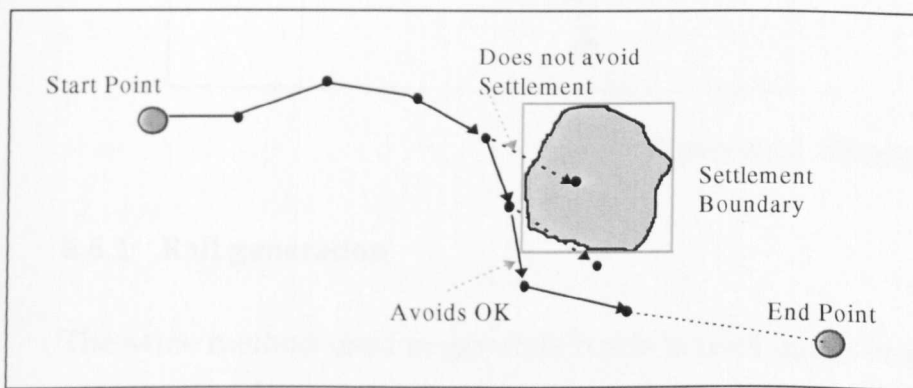 Does not avoid
Settlement
Start Point
Settlement
Boundary
Avoids OK
End Point